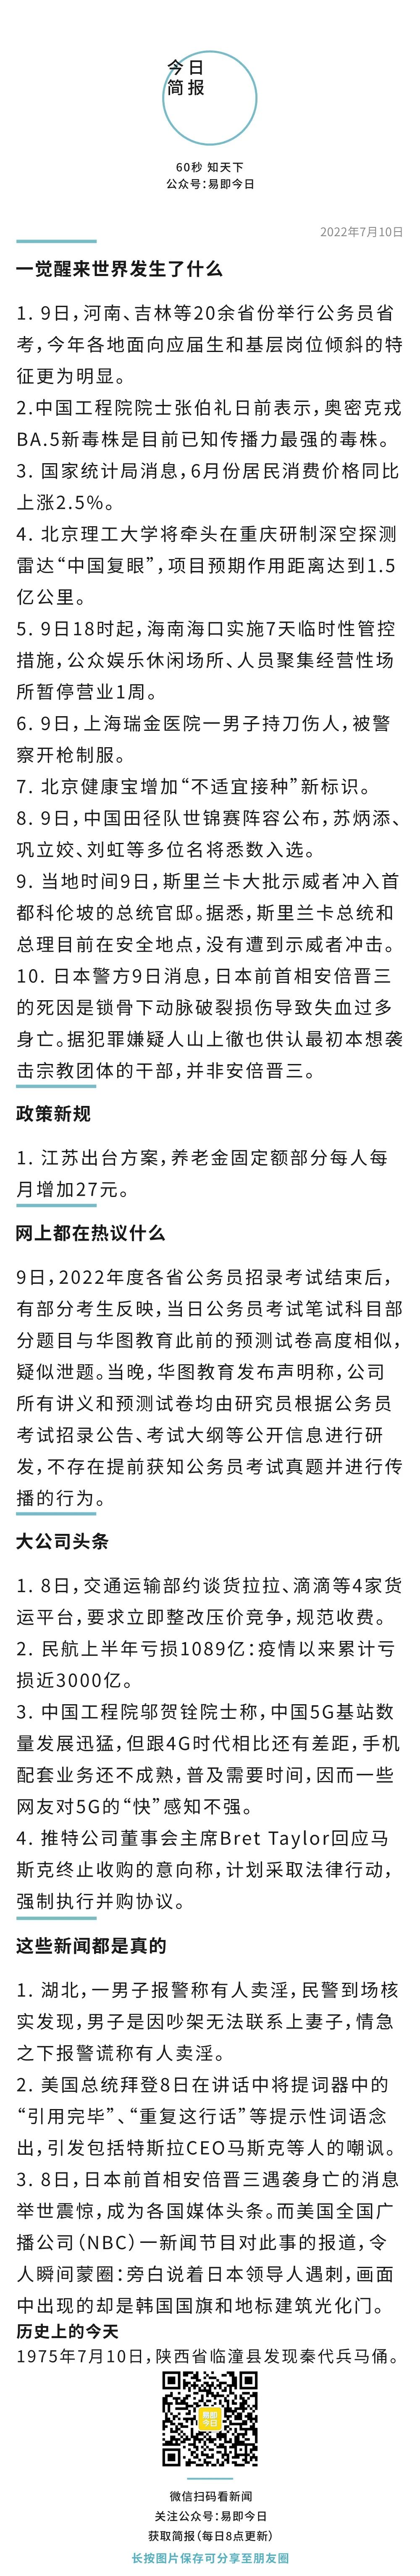 今日
简报
60秒 知天下
公众号：易即今日
2022年7月10日
一觉醒来世界发生了什么
1. 9日，河南、吉林等20余省份举行公务员省
考，今年各地面向应届生和基层岗位倾斜的特
征更为明显。
2.中国工程院院士张伯礼日前表示，奥密克戎
BA.5新毒株是目前已知传播力最强的毒株。
3. 国家统计局消息，6月份居民消费价格同比
上涨2.5%。
4. 北京理工大学将牵头在重庆研制深空探测
雷达“中国复眼”，项目预期作用距离达到1.5
亿公里。
5. 9日18时起，海南海口实施7天临时性管控
措施，公众娱乐休闲场所、人员聚集经营性场
所暂停营业1周。
6. 9日，上海瑞金医院一男子持刀伤人，被警
察开枪制服。
7. 北京健康宝增加“不适宜接种”新标识。
8. 9日，中国田径队世锦赛阵容公布，苏炳添、
巩立姣、刘虹等多位名将悉数入选。
9. 当地时间9日，斯里兰卡大批示威者冲入首
都科伦坡的总统官邸。据悉，斯里兰卡总统和
总理目前在安全地点，没有遭到示威者冲击。
10. 日本警方9日消息，日本前首相安倍晋三
的死因是锁骨下动脉破裂损伤导致失血过多
身亡。据犯罪嫌疑人山上徹也供认最初本想袭
击宗教团体的干部，并非安倍晋三。
政策新规
1. 江苏出台方案，养老金固定额部分每人每
月增加27元。
网上都在热议什么
9日，2022年度各省公务员招录考试结束后，
有部分考生反映，当日公务员考试笔试科目部
分题目与华图教育此前的预测试卷高度相似，
疑似泄题。当晚，华图教育发布声明称，公司
所有讲义和预测试卷均由研究员根据公务员
考试招录公告、考试大纲等公开信息进行研
发，不存在提前获知公务员考试真题并进行传
播的行为。
大公司头条
1. 8日，交通运输部约谈货拉拉、滴滴等4家货
运平台，要求立即整改压价竞争，规范收费。
2. 民航上半年亏损1089亿：疫情以来累计亏
损近3000亿。
3. 中国工程院邬贺铨院士称，中国5G基站数
量发展迅猛，但跟4G时代相比还有差距，手机
配套业务还不成熟，普及需要时间，因而一些
网友对5G的“快”感知不强。
4. 推特公司董事会主席Bret Taylor回应马
斯克终止收购的意向称，计划采取法律行动，
强制执行并购协议。
这些新闻都是真的
1. 湖北，一男子报警称有人卖淫，民警到场核
实发现，男子是因吵架无法联系上妻子，情急
之下报警谎称有人卖淫。
2. 美国总统拜登8日在讲话中将提词器中的
“引用完毕”、“重复这行话”等提示性词语念
出，引发包括特斯拉CEO马斯克等人的嘲讽。
3. 8日，日本前首相安倍晋三遇袭身亡的消息
举世震惊，成为各国媒体头条。而美国全国广
播公司（NBC）一新闻节目对此事的报道，令
人瞬间蒙圈：旁白说着日本领导人遇刺，画面
中出现的却是韩国国旗和地标建筑光化门。
历史上的今天
1975年7月10日，陕西省临潼县发现秦代兵马俑。
易即
今日
微信扫码看新闻
关注公众号：易即今日
获取简报（每日8点更新）
长按图片保存可分享至朋友圈